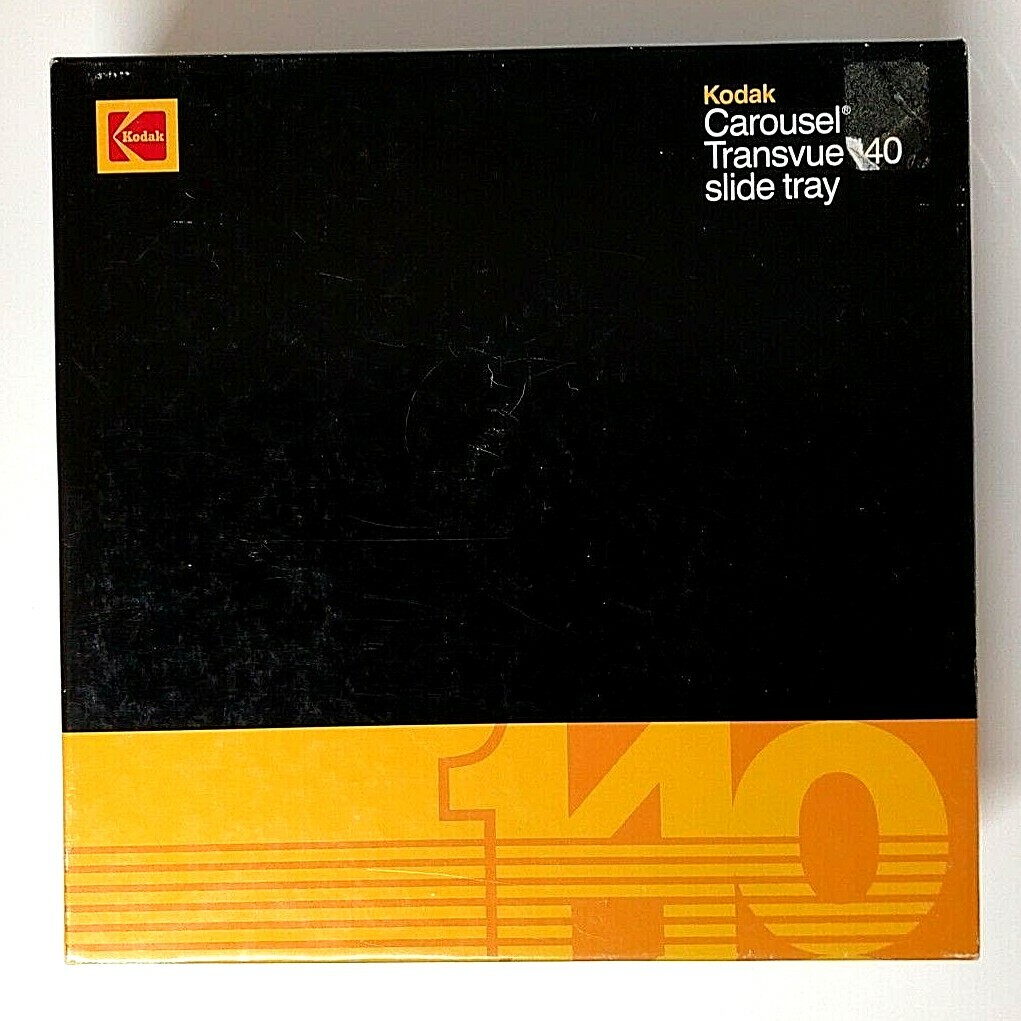 Kodak
Kodak
Carousel®
Transvue 140
slide tray
140